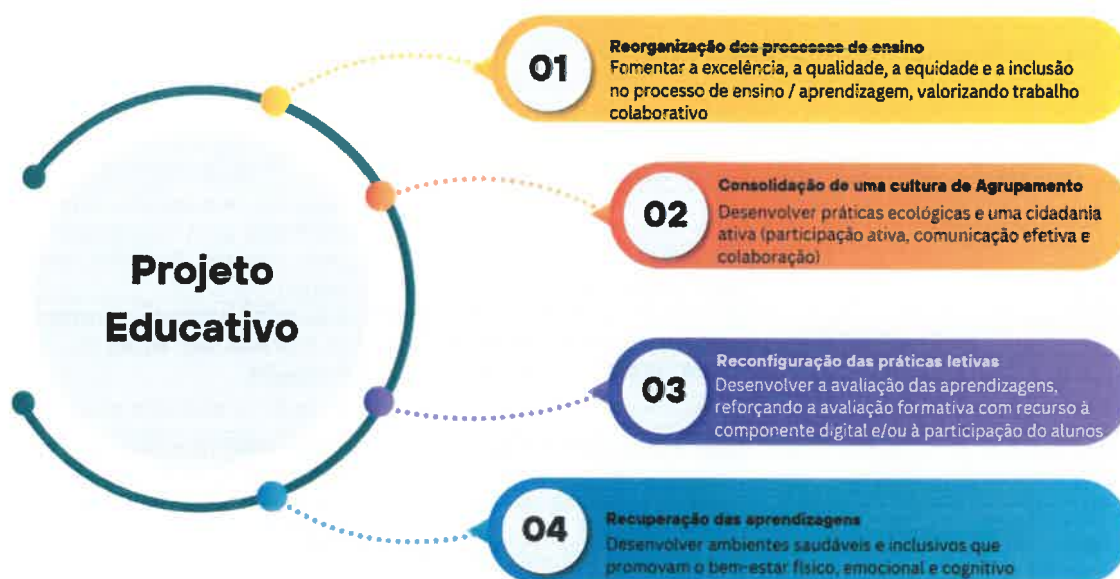 Projeto
Educativo
01
Reorganização dos processos de ensino
Fomentar a excelência, a qualidade, a equidade e a inclusão
no processo de ensino / aprendizagem, valorizando trabalho
colaborativo
02
Consolidação de uma cultura de Agrupamento
Desenvolver práticas ecológicas e uma cidadania
ativa (participação ativa, comunicação efetiva e
colaboração)
03
Reconfiguração das práticas letivas
Desenvolver a avaliação das aprendizagens,
reforçando a avaliação formativa com recurso à
componente digital e/ou à participação do alunos
04
Recuperação das aprendizagens
Desenvolver ambientes saudáveis e inclusivos que
promovam o bem-estar físico, emocional e cognitivo